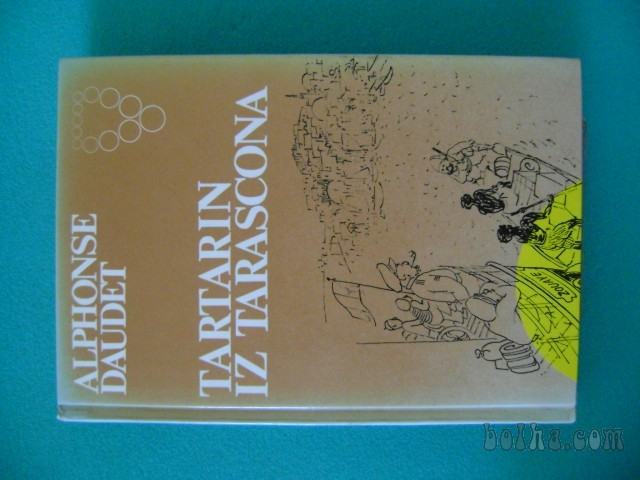 ALPHONSE
DAUDET
TARTARIN
IZ TARASCONA
bolha.com